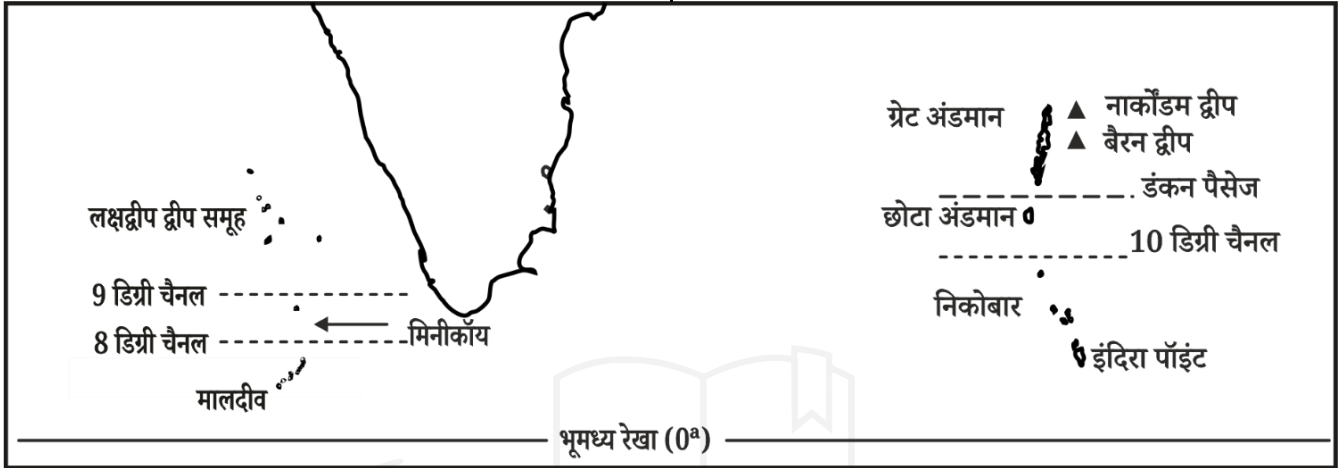 ग्रेट अंडमान
नार्कोंडम द्वीप
बैरन द्वीप
डंकन पैसेज
लक्षद्वीप द्वीप समूह
छोटा अंडमान
10 डिग्री चैनल
9 डिग्री चैनल
निकोबार
मिनीकॉय
8 डिग्री चैनल
इंदिरा पॉइंट
मालदीव
भूमध्य रेखा (0ª)